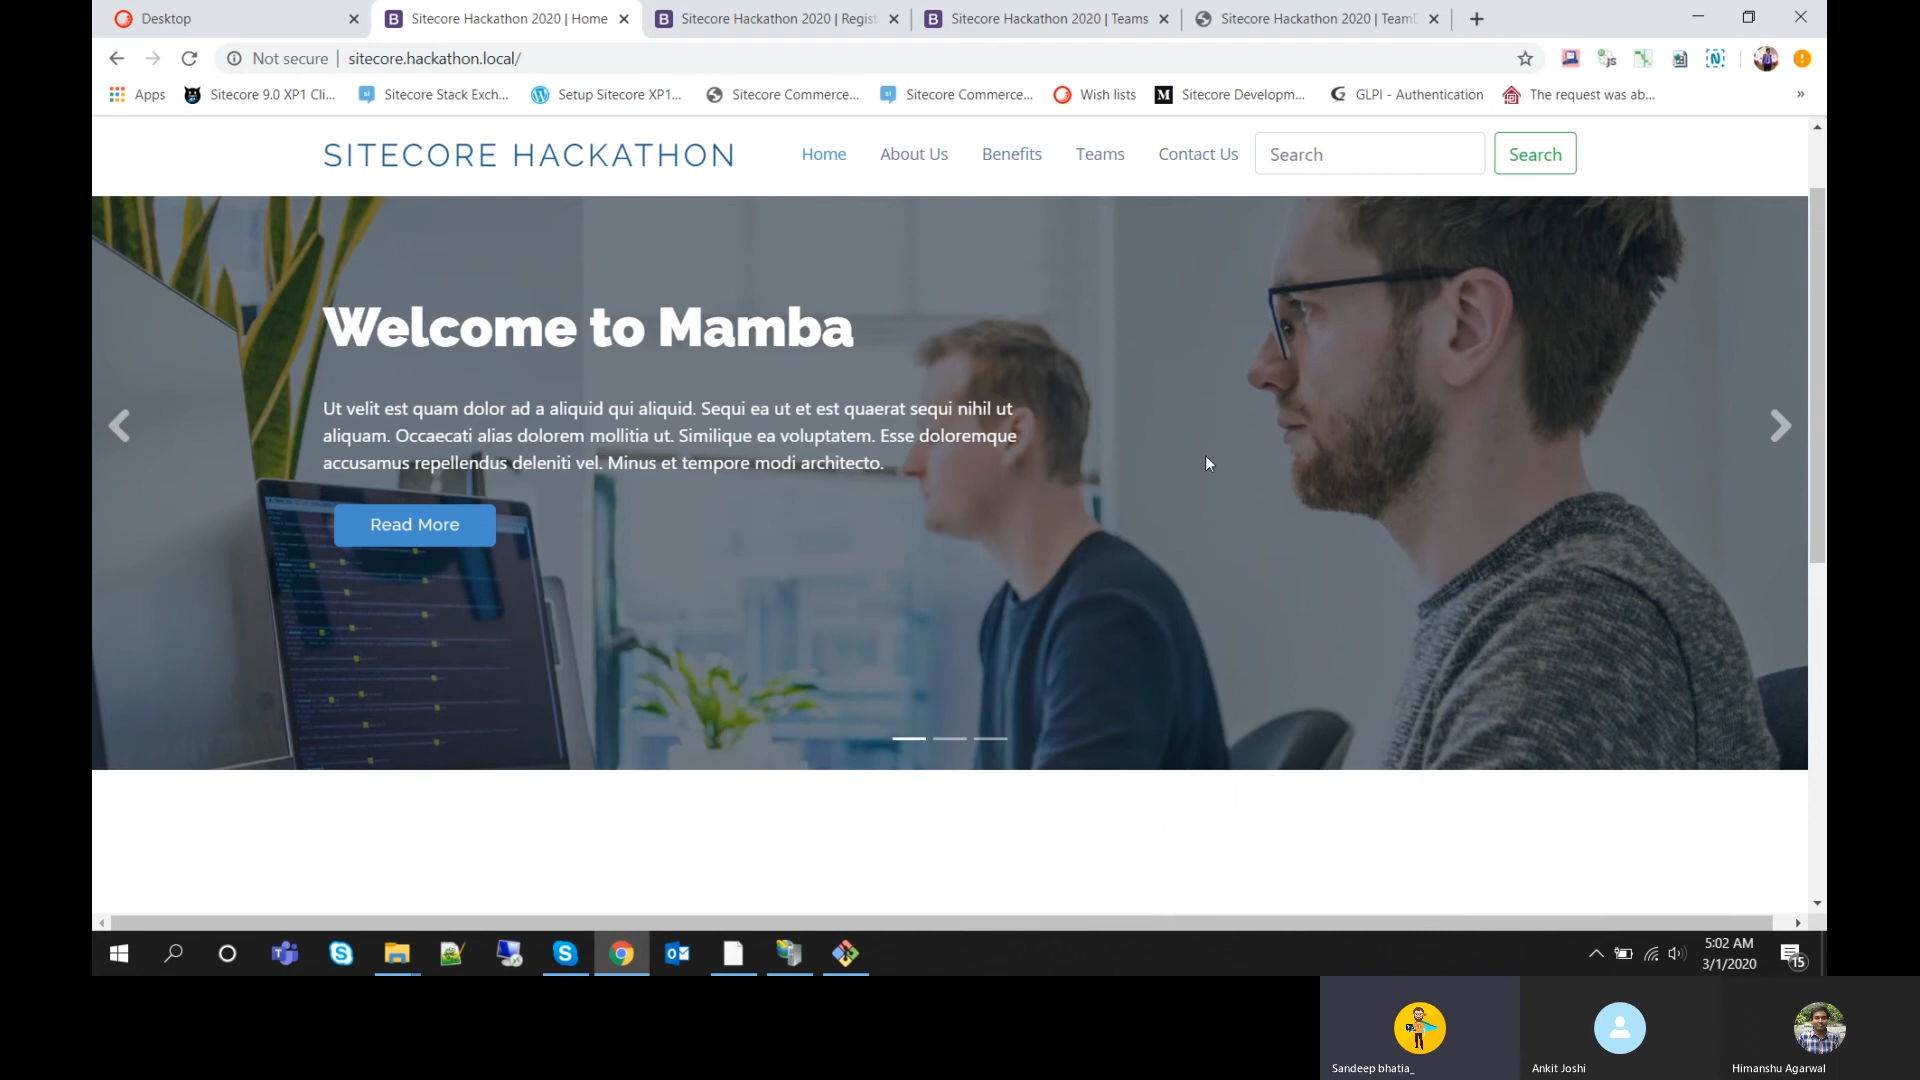 Desktop
Sitecore Hackathon 2020 | Home
Sitecore Hackathon 2020 | Regist
Sitecore Hackathon 2020 | Teams
Sitecore Hackathon 2020 | TeamD
Not secure | sitecore.hackathon.local/
Apps
Sitecore 9.0 XP1 Cli...
Sitecore Stack Exch...
Setup Sitecore XP1...
Sitecore Commerce...
Sitecore Commerce...
Wish lists
Sitecore Developm...
GLPI - Authentication
The request was ab...
»
SITECORE HACKATHON
Home
About Us
Benefits
Teams
Contact Us
Search
Search
Welcome to Mamba
Ut velit est quam dolor ad a aliquid qui aliquid. Sequi ea ut et est quaerat sequi nihil ut
aliquam. Occaecati alias dolorem mollitia ut. Similique ea voluptatem. Esse doloremque
accusamus repellendus deleniti vel. Minus et tempore modi architecto.
Read More
5:02 AM
3/1/2020
15
Sandeep bhatia_
Ankit Joshi
Himanshu Agarwal